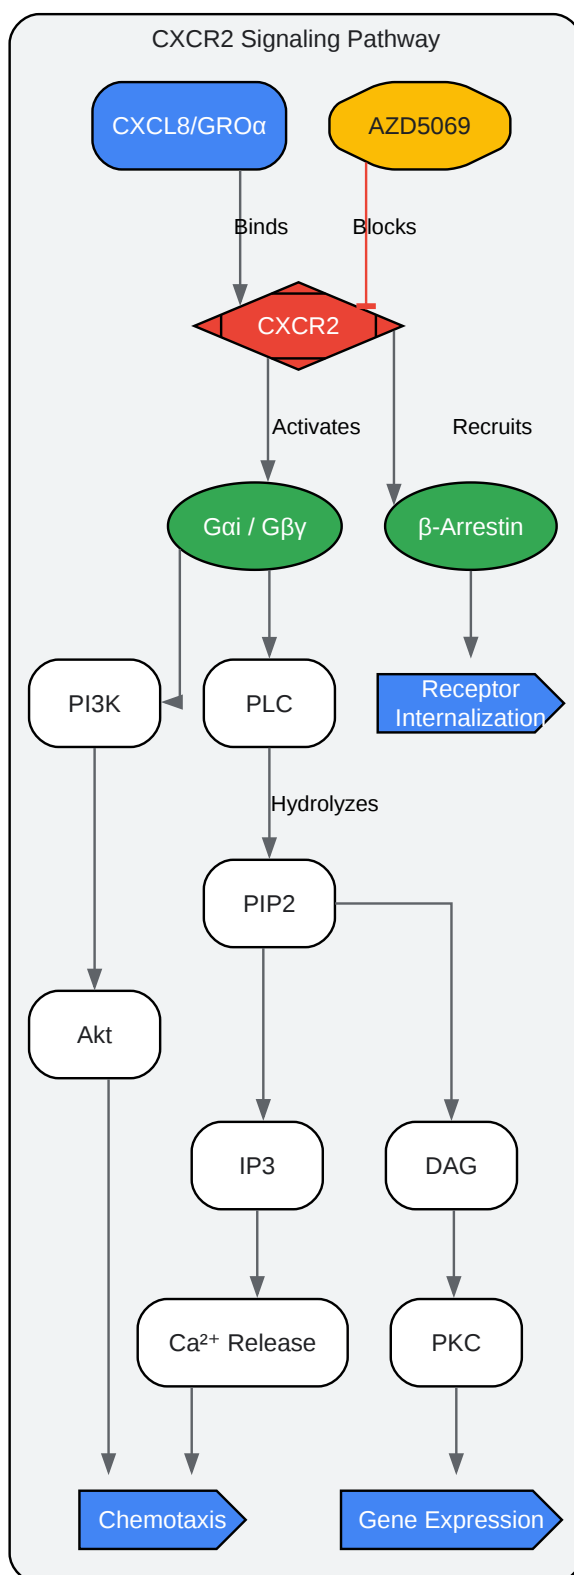 CXCR2 Signaling Pathway
CXCL8/GROα
AZD5069
Binds
Blocks
CXCR2
Activates
Recruits
Gαi / Gβγ
β-Arrestin
PI3K
PLC
Receptor
Internalization
Hydrolyzes
PIP2
Akt
IP3
DAG
Ca²⁺ Release
PKC
Chemotaxis
Gene Expression